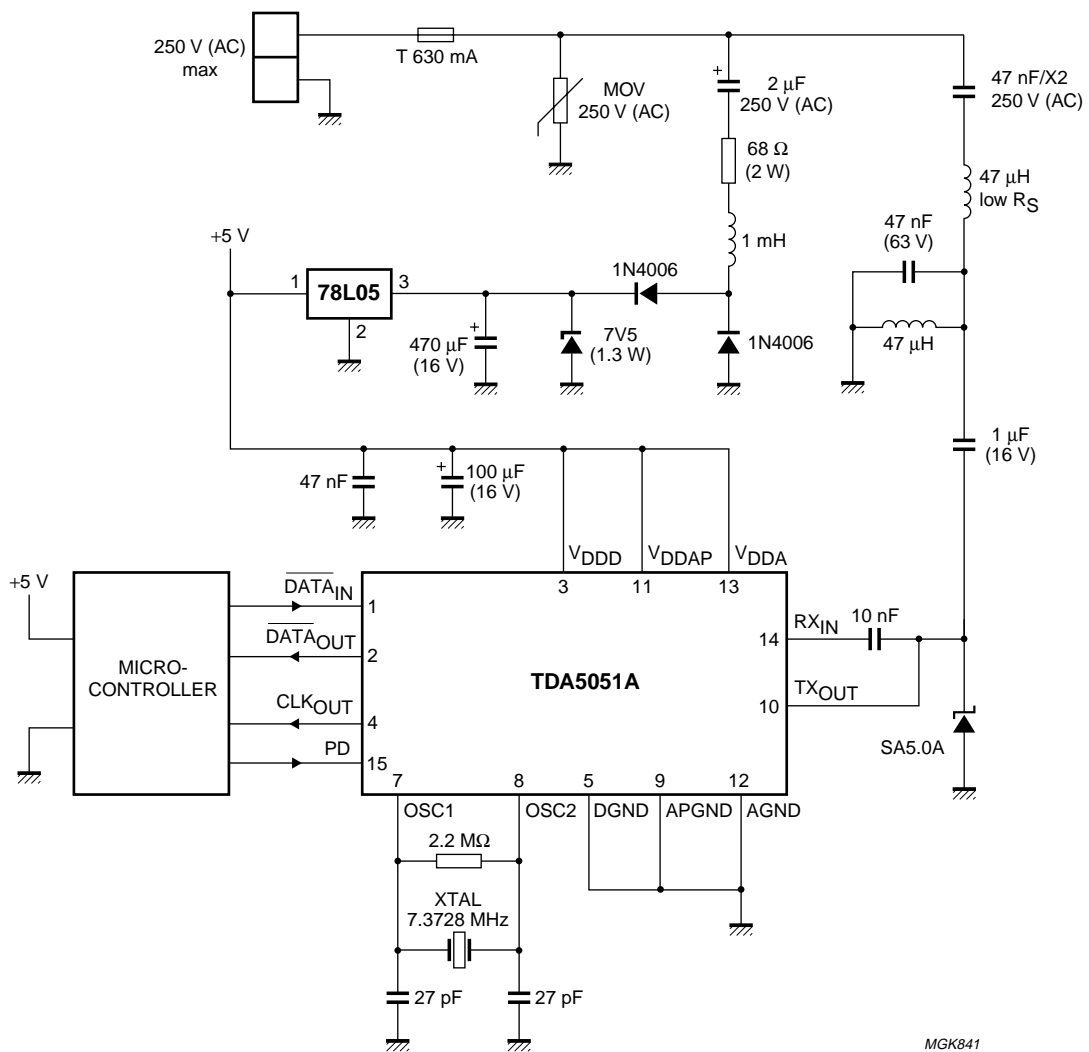 250 V (AC)
max
T 630 mA
MOV
250 V (AC)
+
2 μF
250 V (AC)
47 nF/X2
250 V (AC)
68 Ω
(2 W)
47 μH
low RS
1 mH
47 nF
(63 V)
47 μH
+5 V
1
78L05
3
2
1N4006
+
470 μF
(16 V)
7V5
(1.3 W)
1N4006
1 μF
(16 V)
47 nF
+
100 μF
(16 V)
VDDD
VDDAP
VDDA
3
11
13
+5 V
MICRO-
CONTROLLER
DATAIN
1
DATAOUT
2
CLKOUT
4
PD
15
TDA5051A
RXIN
14
10 nF
TXOUT
10
SA5.0A
7
8
5
9
12
OSC1
OSC2
DGND
APGND
AGND
2.2 MΩ
XTAL
7.3728 MHz
27 pF
27 pF
MGK841